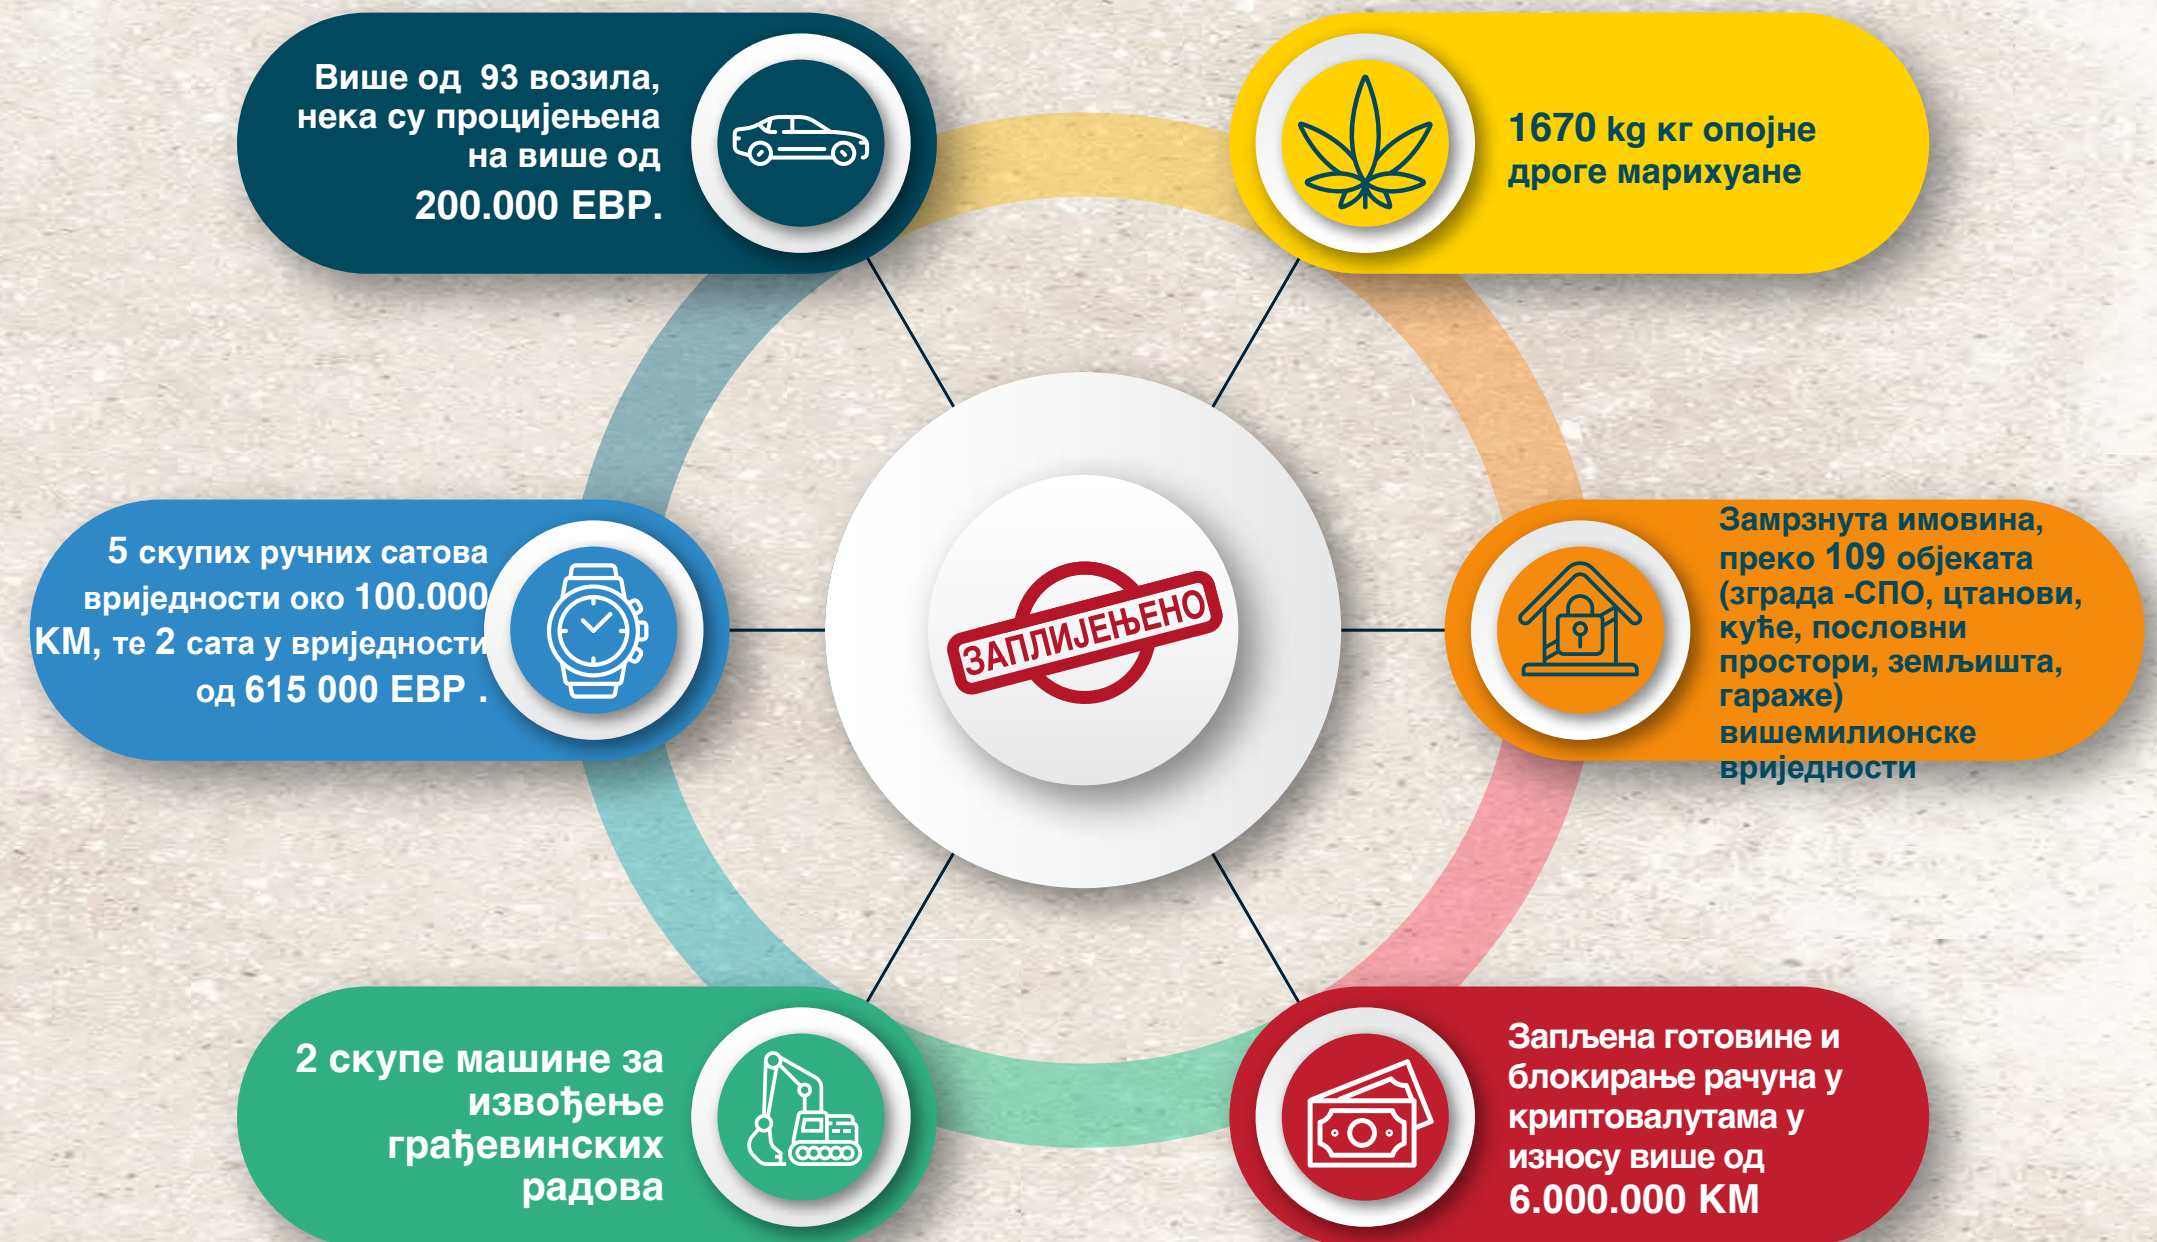 Више од  93 возила,
нека су процијењена
на више од
200.000 ЕВР.
1670 kg кг опојне
дроге марихуане
5 скупих ручних сатова
вриједности око 100.000
КМ, те 2 сата у вриједности
од 615 000 ЕВР .
ЗАПЛИЈЕЊЕНО
Замрзнута имовина,
преко 109 објеката
(зграда -СПО, цтанови,
куће, пословни
простори, земљишта,
гараже)
вишемилионске
вриједности
2 скупе машине за
извођење
грађевинских
радова
Запљена готовине и
блокирање рачуна у
криптовалутама у
износу више од
6.000.000 КМ